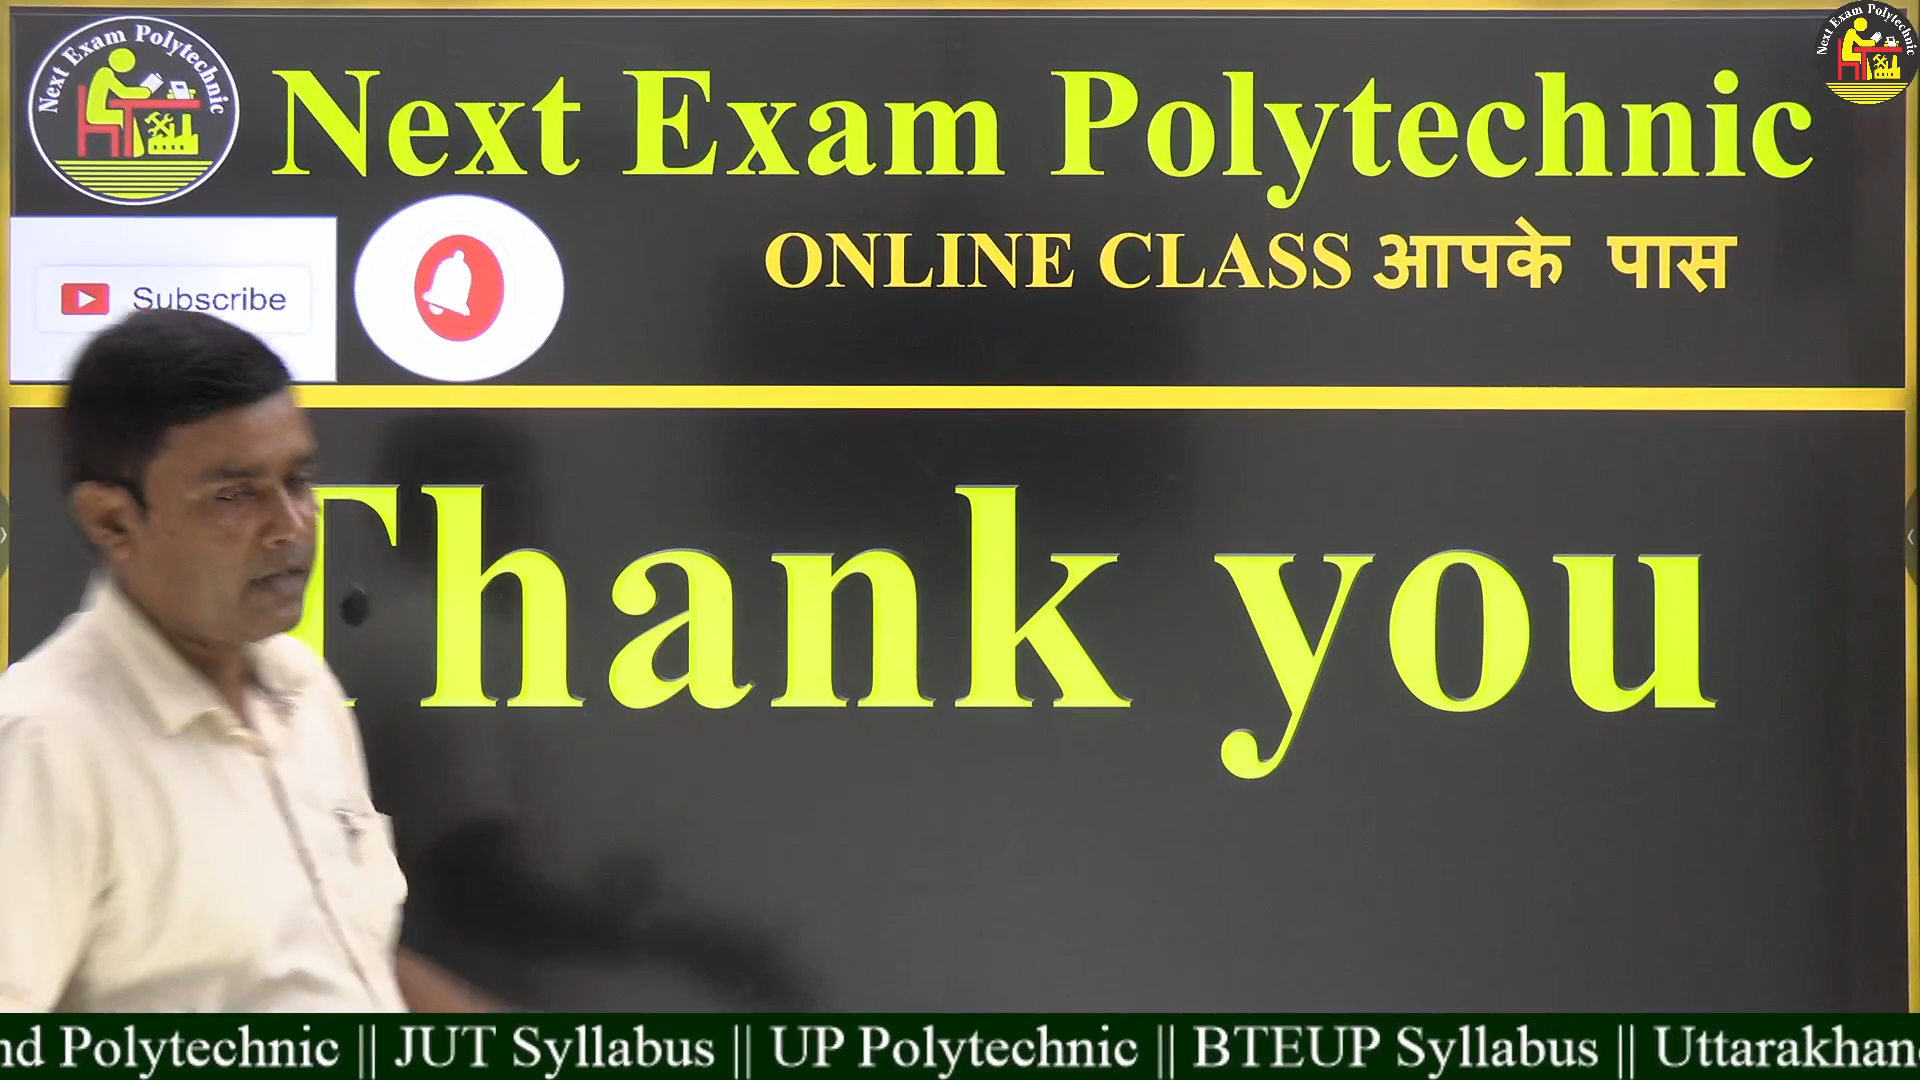 Next Exam Polytechnic
Next Exam Polytechnic
Next Exam Polytechnic
ONLINE CLASS आपके पास
Subscribe
Thank you
nd Polytechnic || JUT Syllabus || UP Polytechnic || BTEUP Syllabus || Uttarakhan